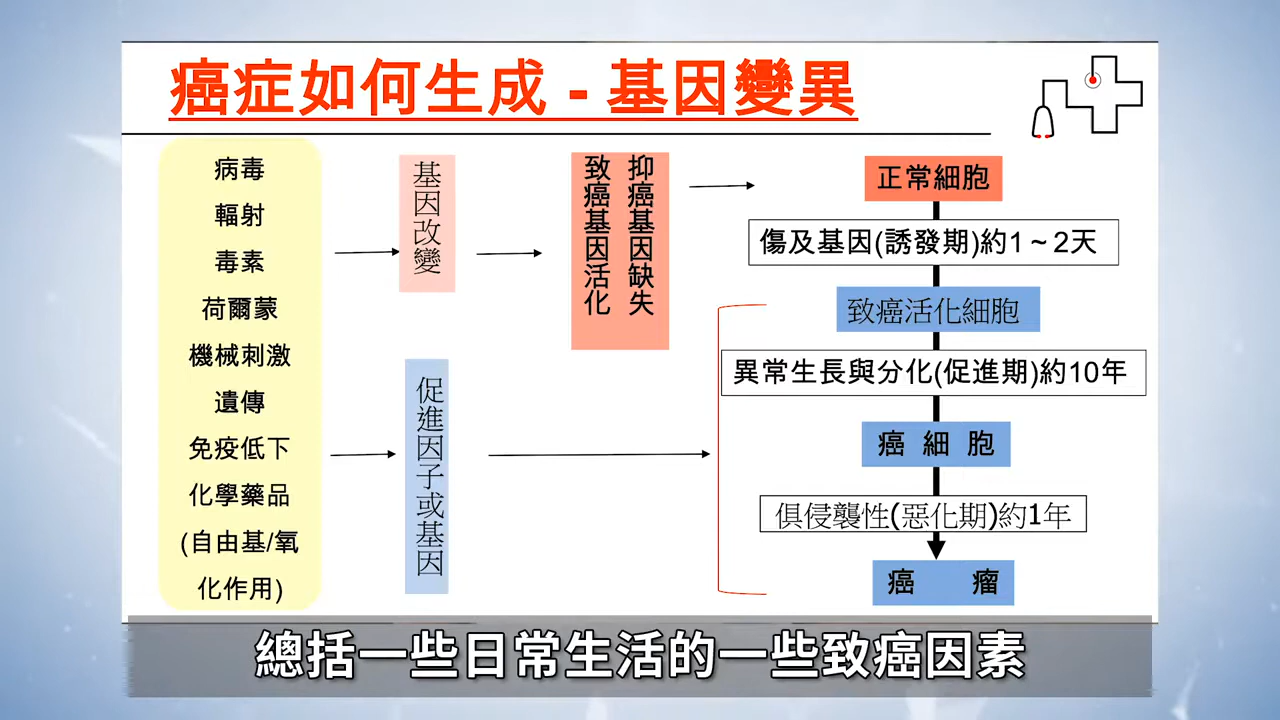 癌症如何生成 - 基因變異
病毒
輻射
毒素
荷爾蒙
機械刺激
遺傳
免疫低下
化學藥品
(自由基/氧
化作用)
基因改變
促進因子或基因
抑癌基因缺失
致癌基因活化
正常細胞
傷及基因(誘發期)約1～2天
致癌活化細胞
異常生長與分化(促進期)約10年
癌 細 胞
俱侵襲性(惡化期)約1年
癌 瘤
總括一些日常生活的一些致癌因素